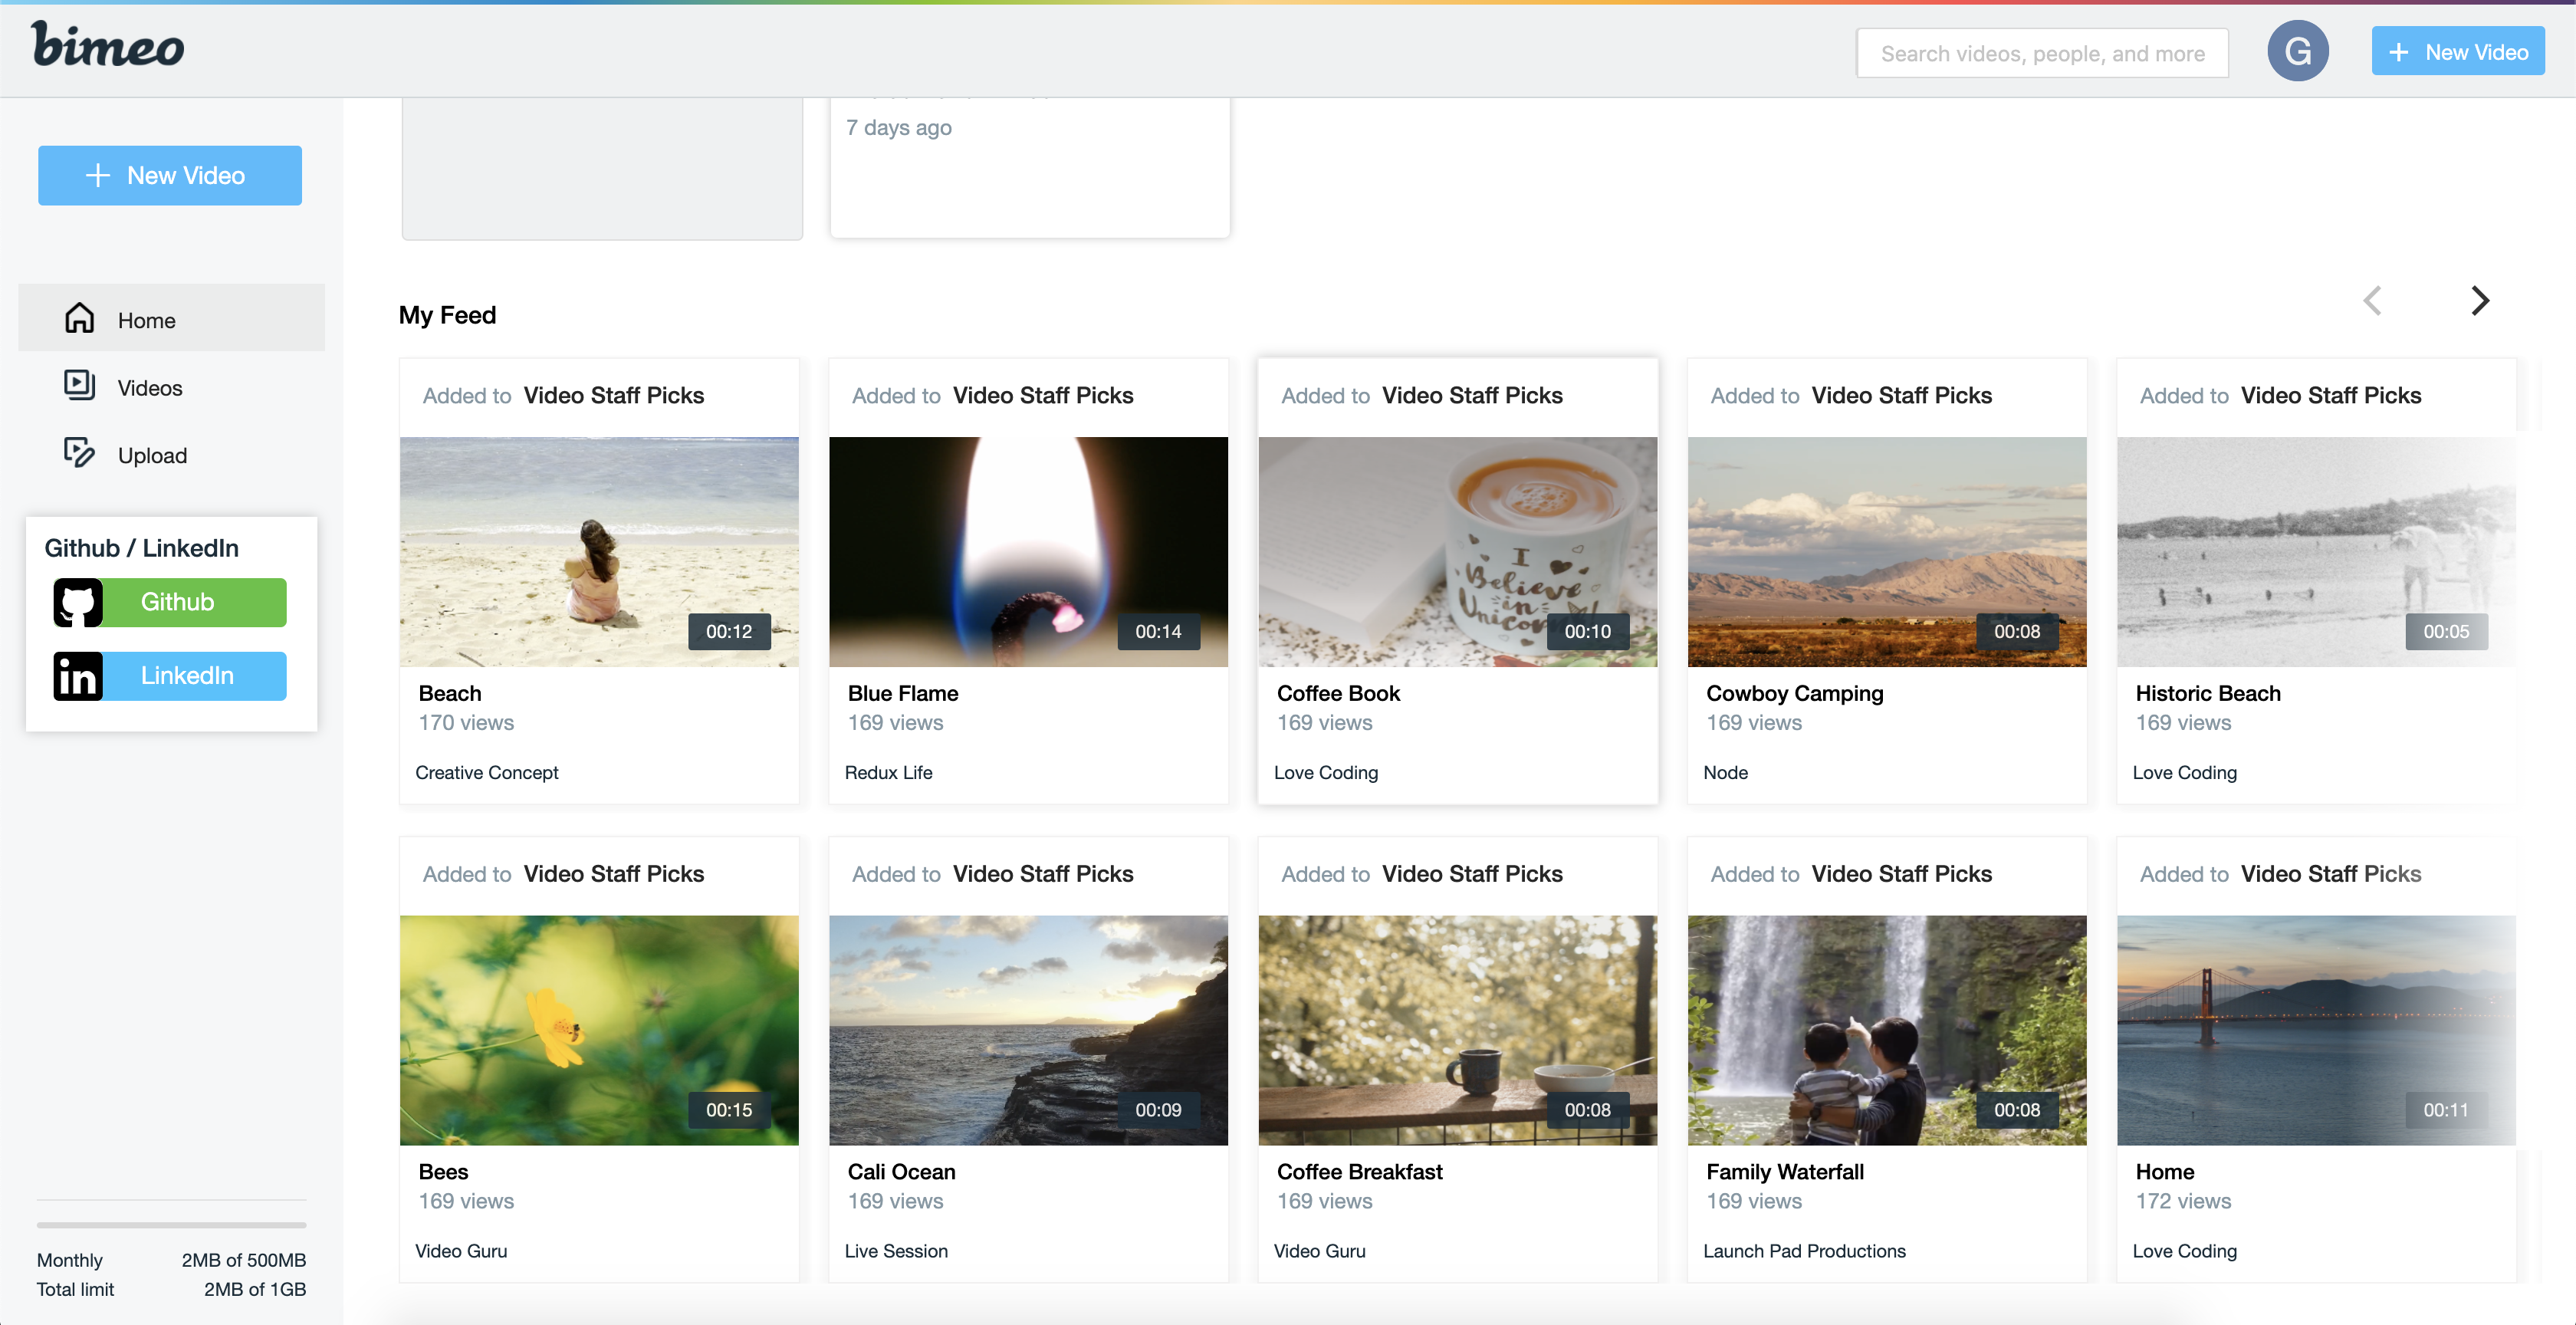 bimeo
Search videos, people, and more
G
+ New Video
+ New Video
7 days ago
Home
Videos
Upload
Github / LinkedIn
Github
in LinkedIn
Monthly 2MB of 500MB
Total limit 2MB of 1GB
My Feed
Added to Video Staff Picks
00:12
Beach
170 views
Creative Concept
Added to Video Staff Picks
00:14
Blue Flame
169 views
Redux Life
Added to Video Staff Picks
I
Believe
in
00:10
Coffee Book
169 views
Love Coding
Added to Video Staff Picks
00:08
Cowboy Camping
169 views
Node
Added to Video Staff Picks
00:05
Historic Beach
169 views
Love Coding
Added to Video Staff Picks
00:15
Bees
169 views
Video Guru
Added to Video Staff Picks
00:09
Cali Ocean
169 views
Live Session
Added to Video Staff Picks
00:08
Coffee Breakfast
169 views
Video Guru
Added to Video Staff Picks
00:08
Family Waterfall
169 views
Launch Pad Productions
Added to Video Staff Picks
00:11
Home
172 views
Love Coding